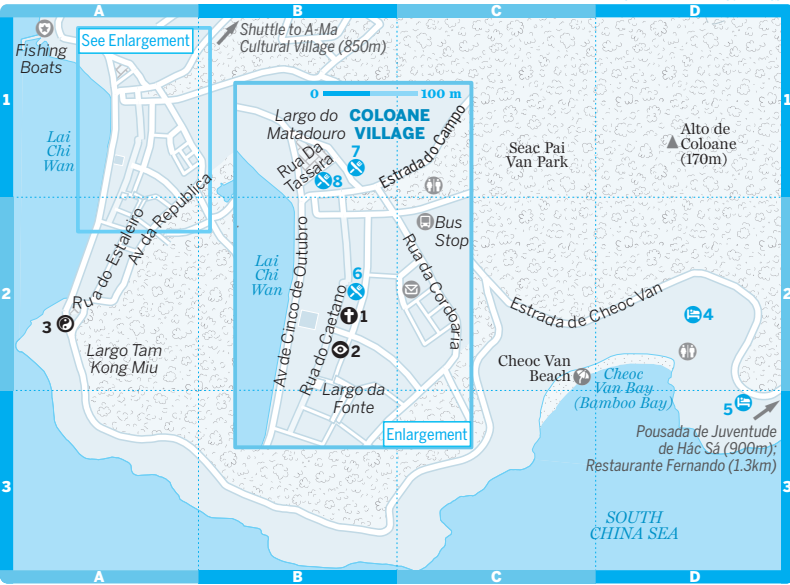 A
B
C
D
See Enlargement
Shuttle to A-Ma
Cultural Village (850m)
Fishing
Boats
1
1
0
100 m
Largo do
Matadouro
COLOANE
VILLAGE
Lai
Chi
Wan
7
Rua Da
Tassara
8
Estrada do Campo
Seac Pai
Van Park
Alto de
Coloane
(170m)
Bus
Stop
Rua do Estaleiro
Av da Republica
Lai
Chi
Wan
Av de Cinco de Outubro
Rua do Caetano
Rua da Cordoaria
6
1
2
2
2
3
Largo Tam
Kong Miu
Largo da
Fonte
Enlargement
Estrada de Cheoc Van
4
Cheoc Van
Beach
Cheoc
Van Bay
(Bamboo Bay)
5
Pousada de Juventude
de Hác Sá (900m);
Restaurante Fernando (1.3km)
3
3
SOUTH
CHINA SEA
A
B
C
D